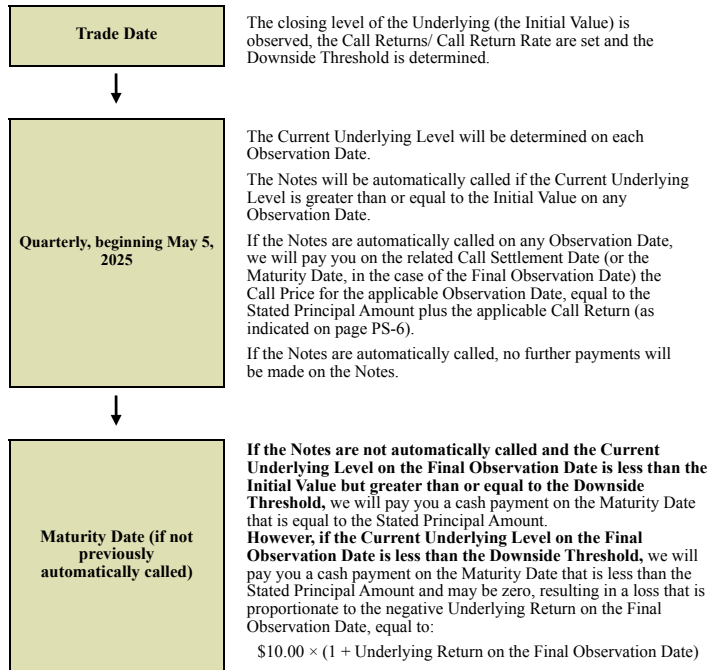 Trade Date
The closing level of the Underlying (the Initial Value) is
observed, the Call Returns/ Call Return Rate are set and the
Downside Threshold is determined.
Quarterly, beginning May 5,
2025
The Current Underlying Level will be determined on each
Observation Date.
The Notes will be automatically called if the Current Underlying
Level is greater than or equal to the Initial Value on any
Observation Date.
If the Notes are automatically called on any Observation Date,
we will pay you on the related Call Settlement Date (or the
Maturity Date, in the case of the Final Observation Date) the
Call Price for the applicable Observation Date, equal to the
Stated Principal Amount plus the applicable Call Return (as
indicated on page PS-6).
If the Notes are automatically called, no further payments will
be made on the Notes.
Maturity Date (if not
previously
automatically called)
If the Notes are not automatically called and the Current
Underlying Level on the Final Observation Date is less than the
Initial Value but greater than or equal to the Downside
Threshold, we will pay you a cash payment on the Maturity Date
that is equal to the Stated Principal Amount.
However, if the Current Underlying Level on the Final
Observation Date is less than the Downside Threshold, we will
pay you a cash payment on the Maturity Date that is less than the
Stated Principal Amount and may be zero, resulting in a loss that is
proportionate to the negative Underlying Return on the Final
Observation Date, equal to:
$10.00 × (1 + Underlying Return on the Final Observation Date)